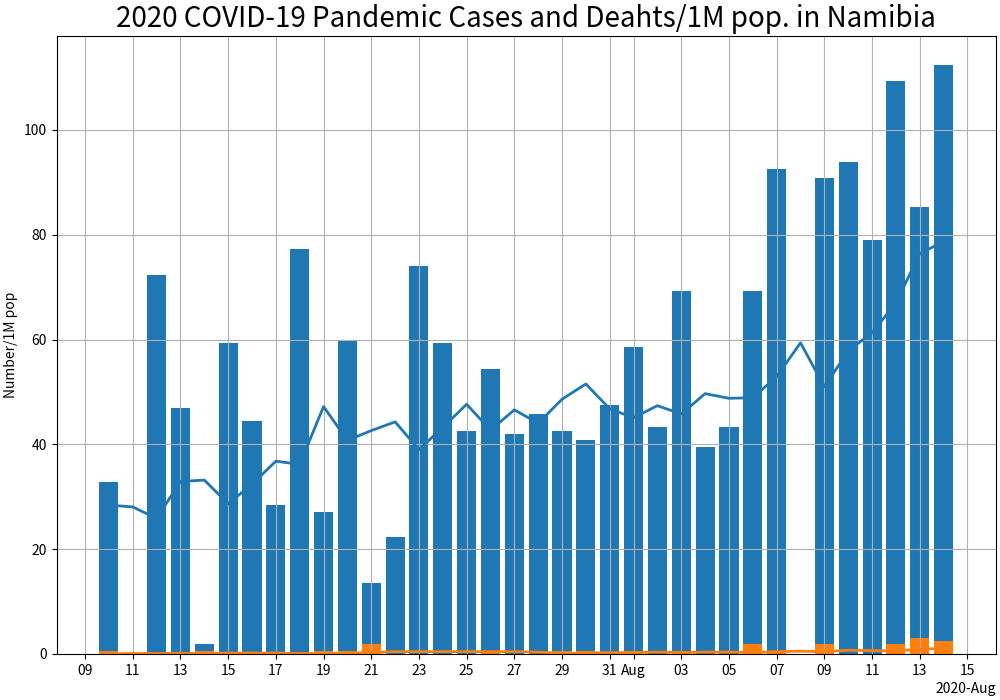 2020 COVID-19 Pandemic Cases and Deahts/1M pop. in Namibia
Number/1M pop
100
80
60
40
20
0
09 11 13 15 17 19 21 23 25 27 29 31 Aug 03 05 07 09 11 13 15
2020-Aug